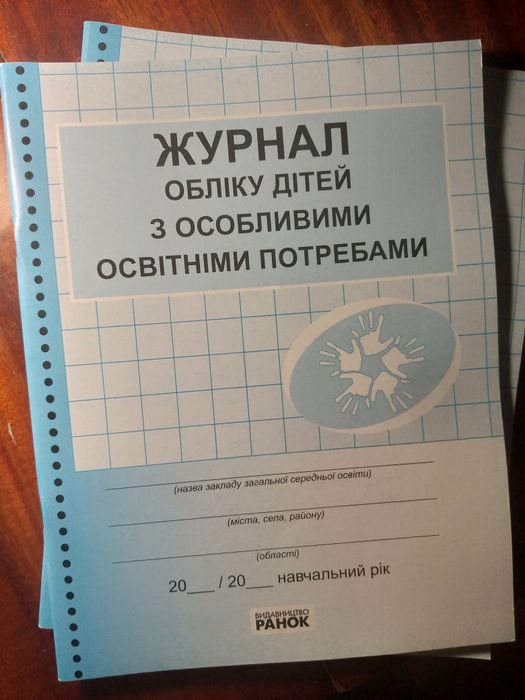 ЖУРНАЛ
ОБЛІКУ ДІТЕЙ
З ОСОБЛИВИМИ
ОСВІТНІМИ ПОТРЕБАМИ
(назва закладу загальної середньої освіти)
(міста, села, району)
(області)
20___ / 20___ навчальний рік
ВИДАВНИЦТВО
РАНОК